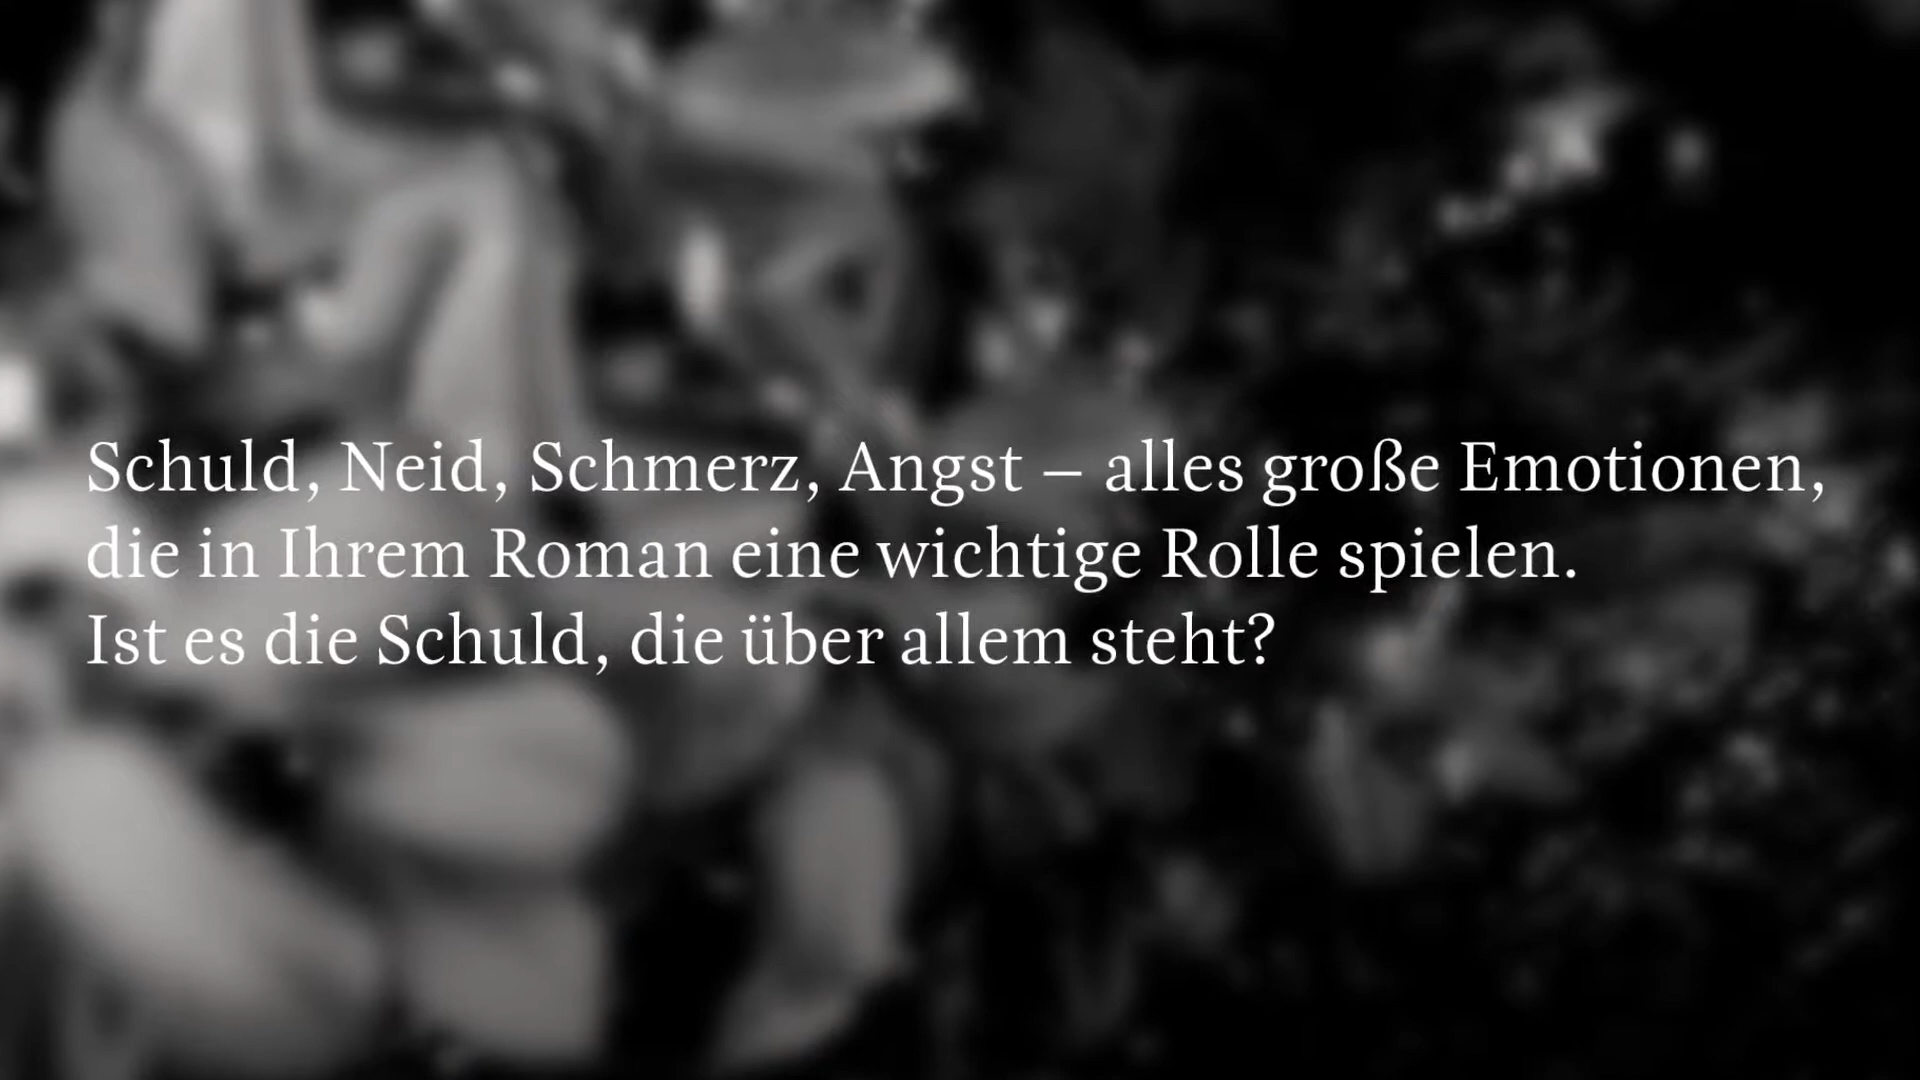 Schuld, Neid, Schmerz, Angst – alles große Emotionen,
die in Ihrem Roman eine wichtige Rolle spielen.
Ist es die Schuld, die über allem steht?